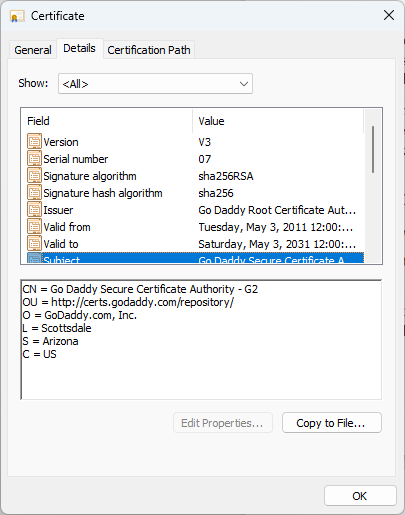 Certificate
General Details Certification Path
Show: <All>
Field Value
Version V3
Serial number 07
Signature algorithm sha256RSA
Signature hash algorithm sha256
Issuer Go Daddy Root Certificate Aut...
Valid from Tuesday, May 3, 2011 12:00:...
Valid to Saturday, May 3, 2031 12:00:...
Subject Go Daddy Secure Certificate A
CN = Go Daddy Secure Certificate Authority - G2
OU = http://certs.godaddy.com/repository/
O = GoDaddy.com, Inc.
L = Scottsdale
S = Arizona
C = US
Edit Properties... Copy to File...
OK